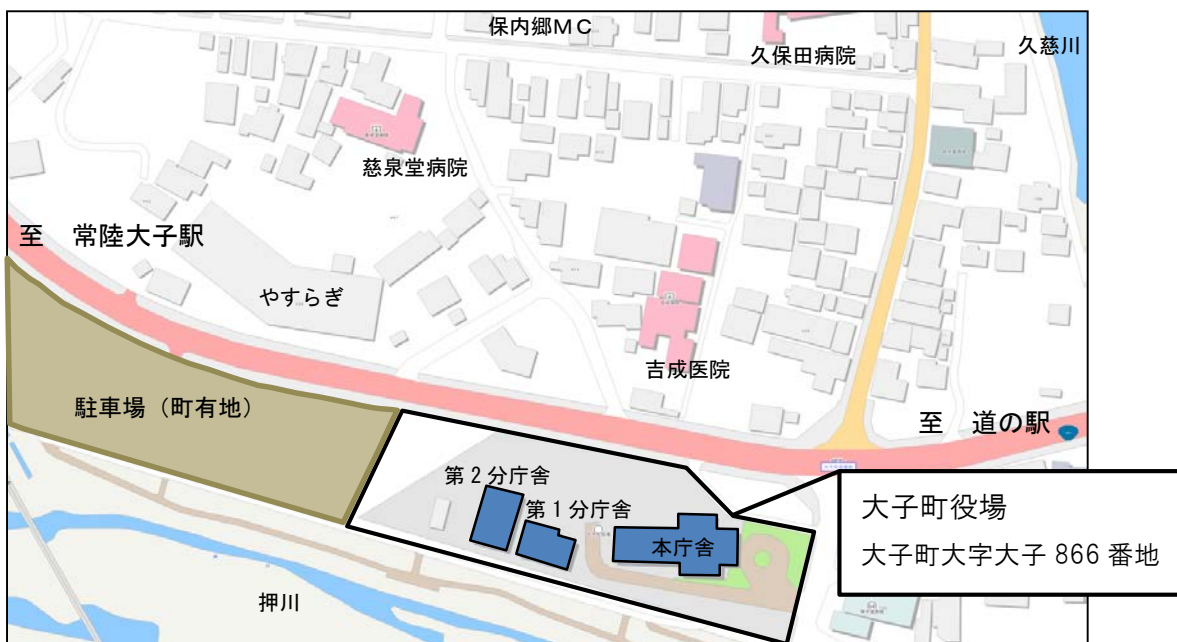 保内郷MC
久保田病院
久慈川
慈泉堂病院
至 常陸大子駅
やすらぎ
吉成医院
駐車場（町有地）
至 道の駅
第2分庁舎
第1分庁舎
本庁舎
大子町役場
大子町大字大子 866 番地
押川